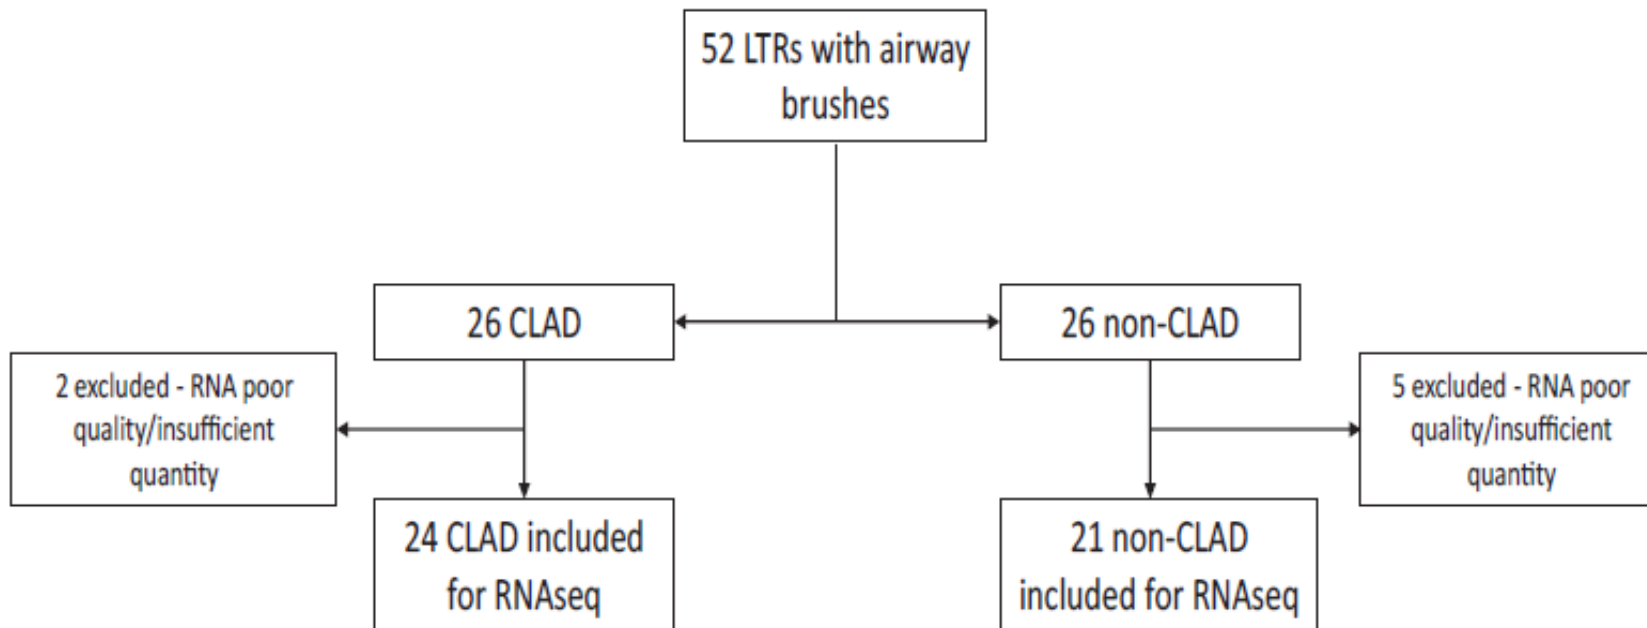 52 LTRs with airway
brushes
26 CLAD
26 non-CLAD
2 excluded - RNA poor
quality/insufficient
quantity
5 excluded - RNA poor
quality/insufficient
quantity
24 CLAD included
for RNAseq
21 non-CLAD
included for RNAseq